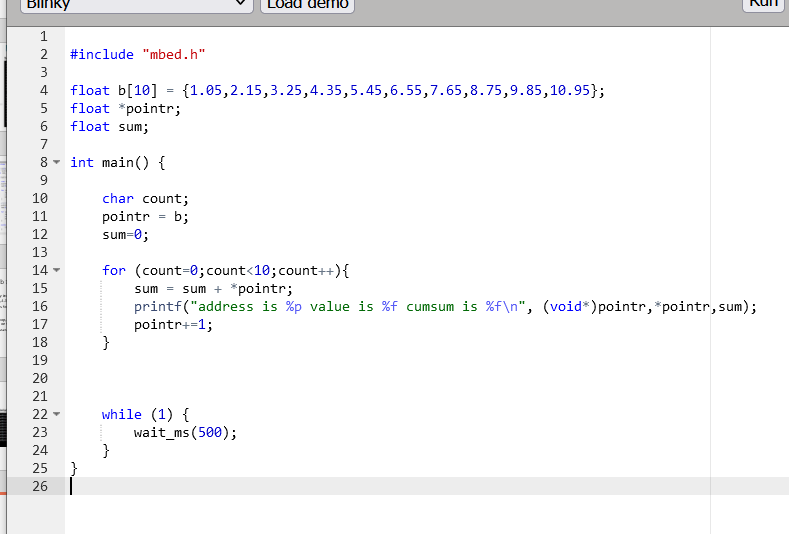 Blinky Load demo Run
1
2 #include "mbed.h"
3
4 float b[10] = {1.05,2.15,3.25,4.35,5.45,6.55,7.65,8.75,9.85,10.95};
5 float *pointr;
6 float sum;
7
8 int main() {
9
10     char count;
11     pointr = b;
12     sum=0;
13
14     for (count=0;count<10;count++){
15         sum = sum + *pointr;
16         printf("address is %p value is %f cumsum is %f\n", (void*)pointr,*pointr,sum);
17         pointr+=1;
18     }
19
20
21
22     while (1) {
23         wait_ms(500);
24     }
25 }
26